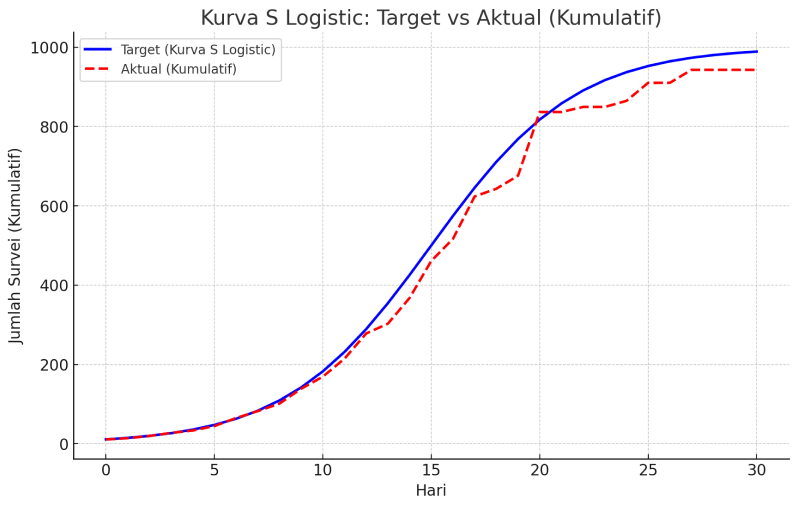 Kurva S Logistic: Target vs Aktual (Kumulatif)
Target (Kurva S Logistic)
Aktual (Kumulatif)
Jumlah Survei (Kumulatif)
1000
800
600
400
200
0
0 5 10 15 20 25 30
Hari